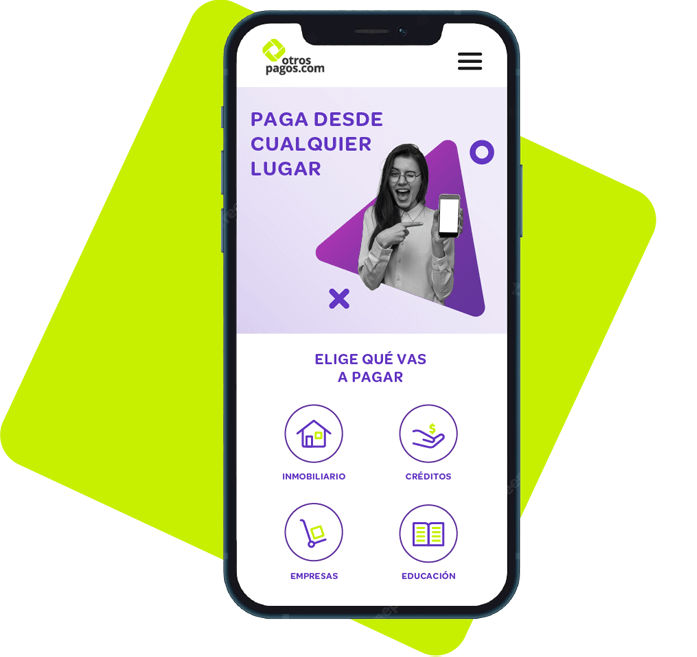 otros
pagos.com
PAGA DESDE
CUALQUIER
LUGAR
ELIGE QUÉ VAS
A PAGAR
INMOBILIARIO
CRÉDITOS
EMPRESAS
EDUCACIÓN